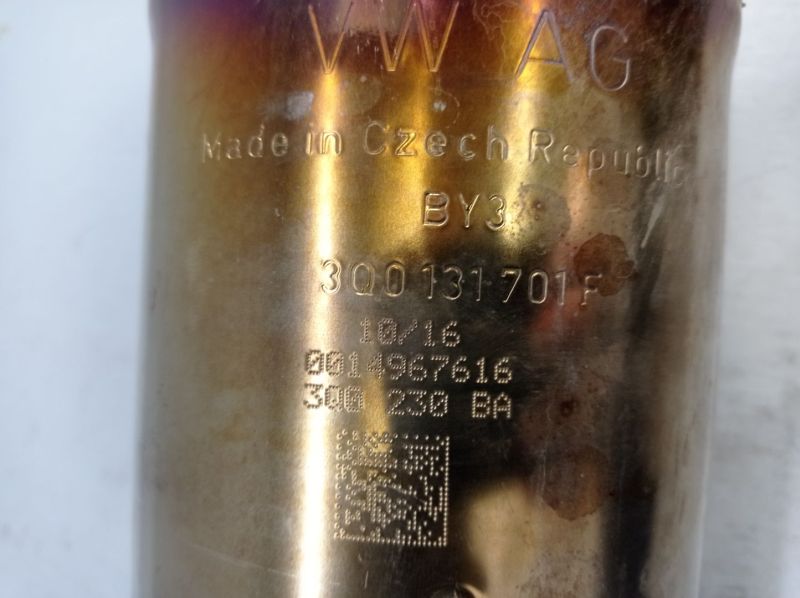 VW AG
Made in Czech Republic
BY3
3Q0 131 701 F
10/16
0014967616
3Q0 230 BA